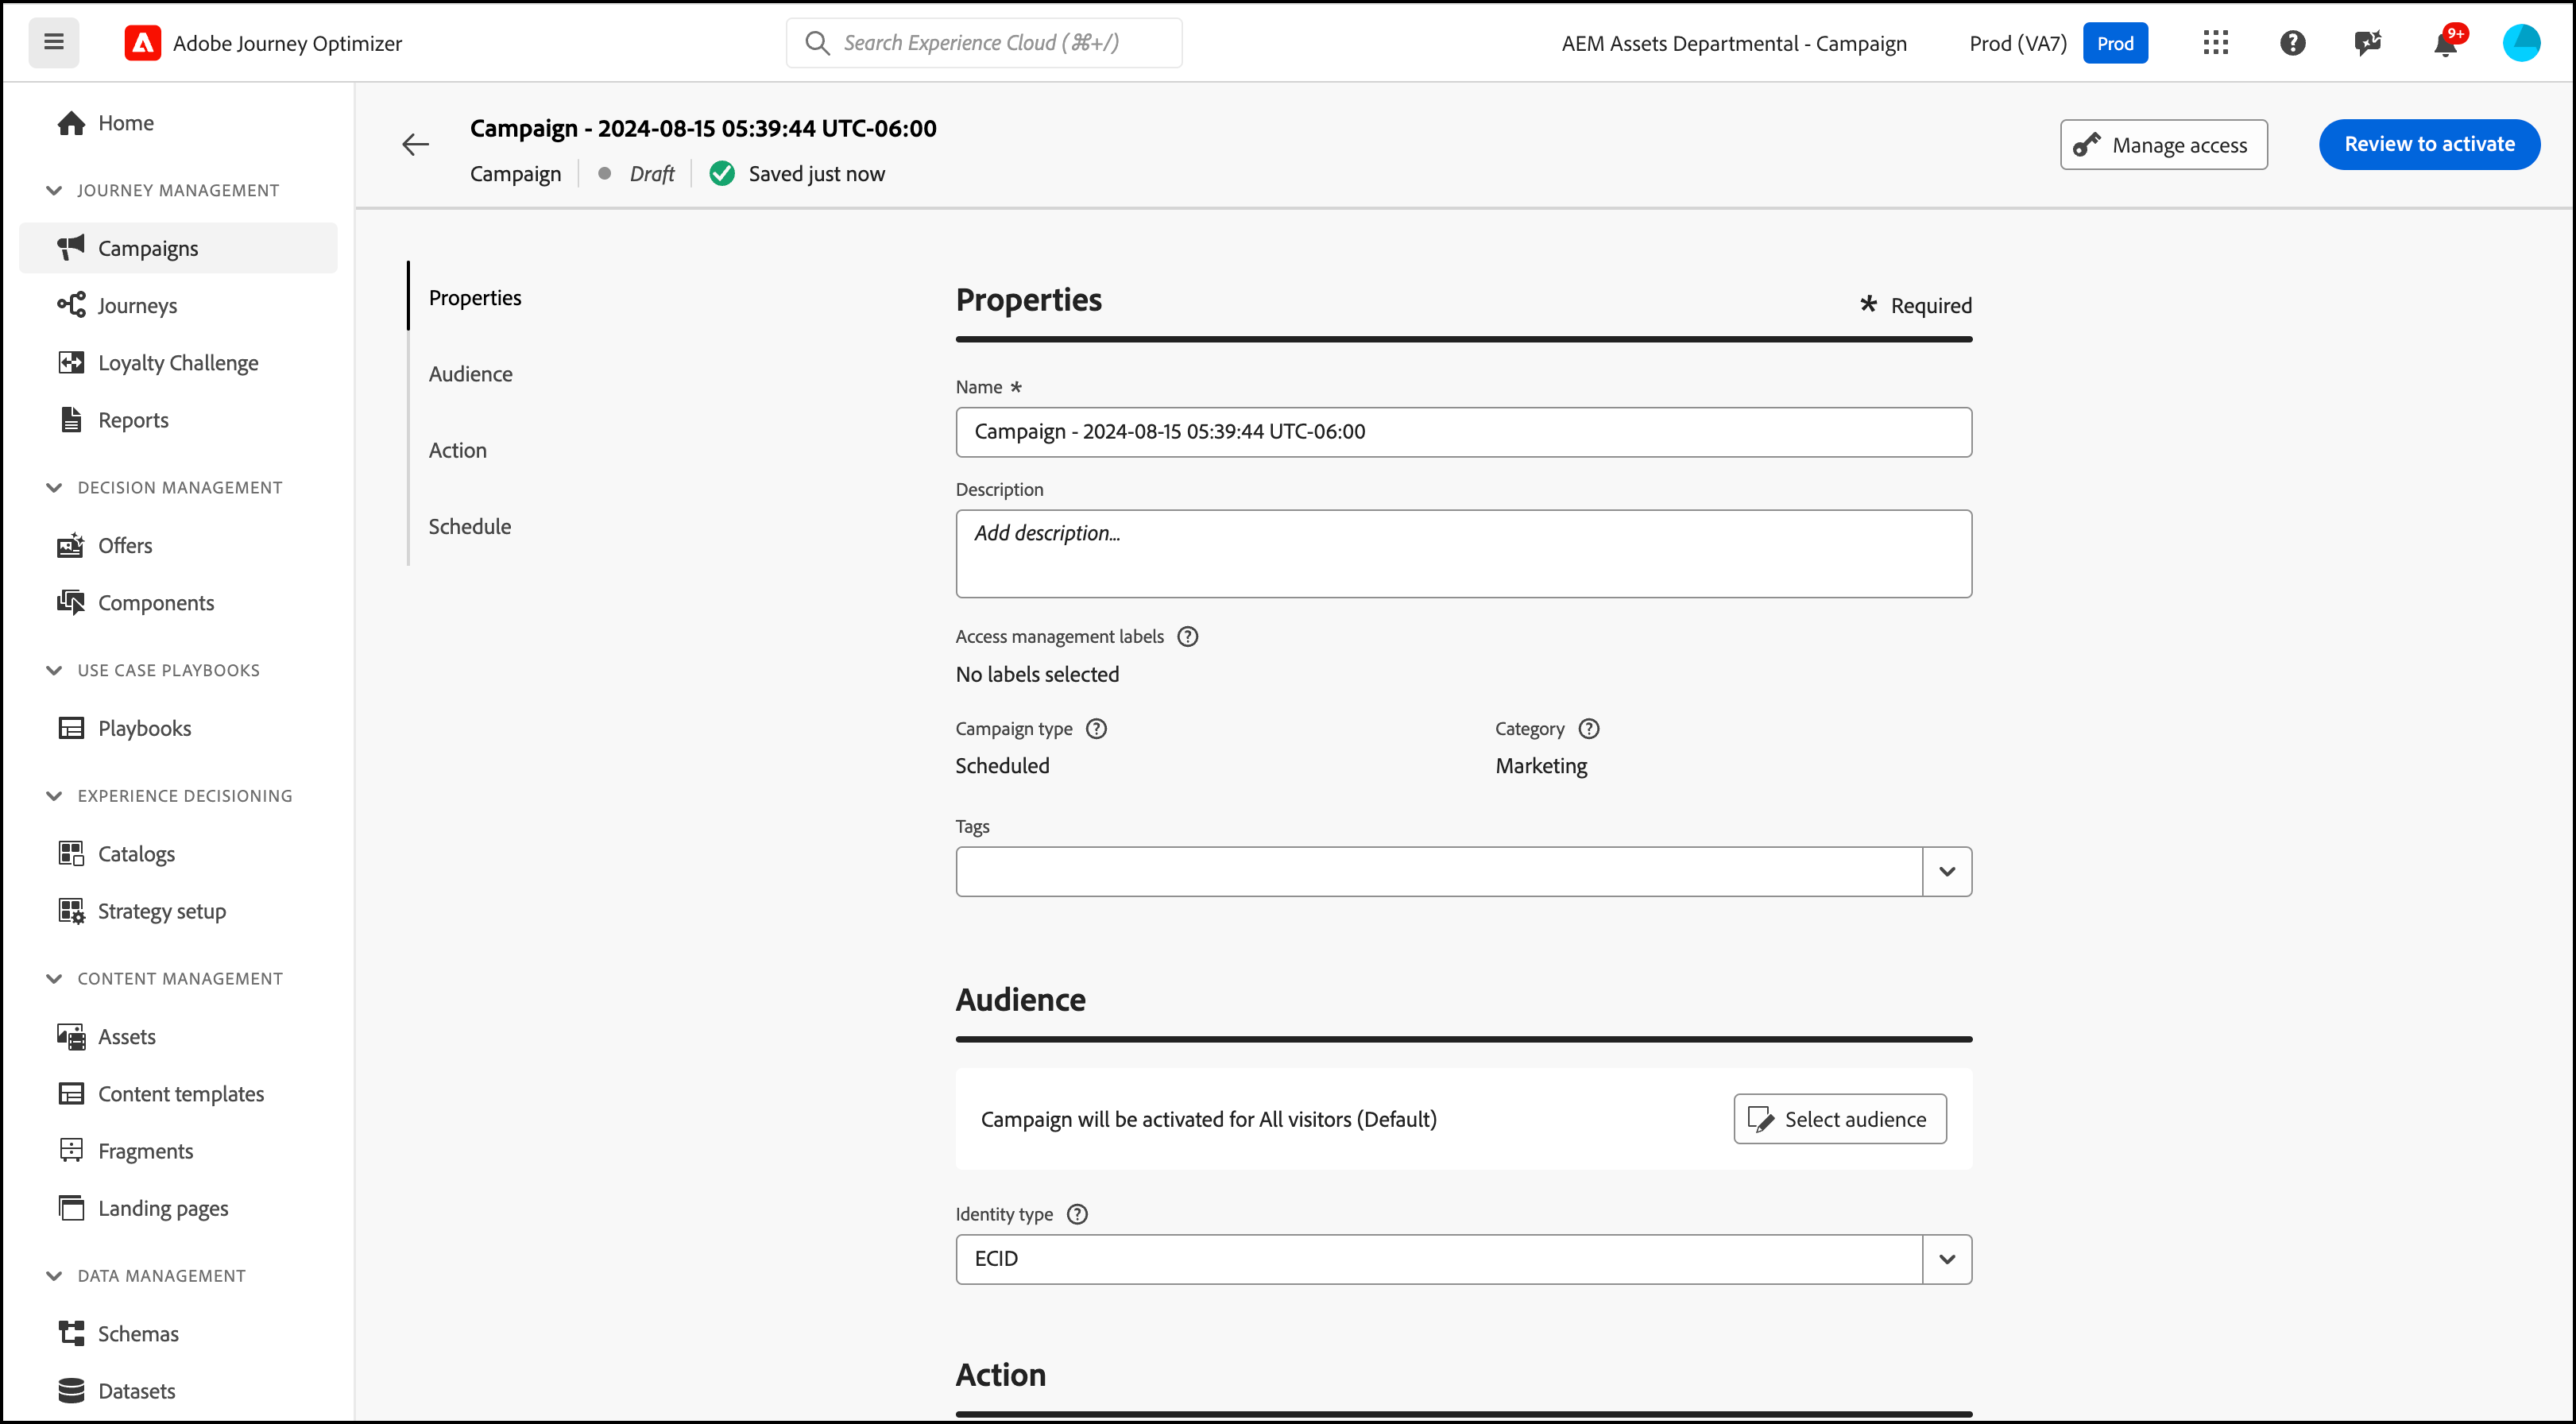 Adobe Journey Optimizer
Search Experience Cloud (⌘+/)
AEM Assets Departmental - Campaign
Prod (VA7)
Prod
9+
Home
JOURNEY MANAGEMENT
Campaigns
Journeys
Loyalty Challenge
Reports
DECISION MANAGEMENT
Offers
Components
USE CASE PLAYBOOKS
Playbooks
EXPERIENCE DECISIONING
Catalogs
Strategy setup
CONTENT MANAGEMENT
Assets
Content templates
Fragments
Landing pages
DATA MANAGEMENT
Schemas
Datasets
Campaign - 2024-08-15 05:39:44 UTC-06:00
Campaign
Draft
Saved just now
Manage access
Review to activate
Properties
Audience
Action
Schedule
Properties
* Required
Name *
Campaign - 2024-08-15 05:39:44 UTC-06:00
Description
Add description...
Access management labels
No labels selected
Campaign type
Scheduled
Category
Marketing
Tags
Audience
Campaign will be activated for All visitors (Default)
Select audience
Identity type
ECID
Action